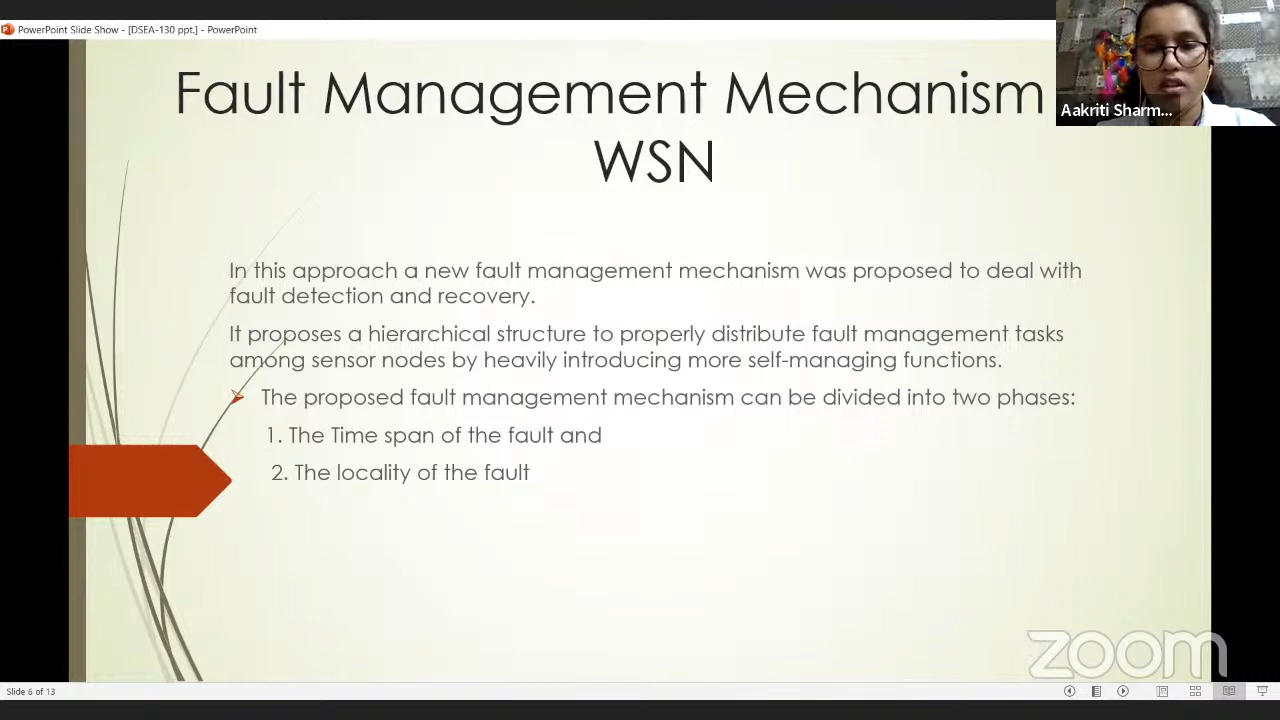 PowerPoint Slide Show - [DSEA-130 ppt.] - PowerPoint
Fault Management Mechanism
WSN
Aakriti Sharm...
In this approach a new fault management mechanism was proposed to deal with
fault detection and recovery.
It proposes a hierarchical structure to properly distribute fault management tasks
among sensor nodes by heavily introducing more self-managing functions.
The proposed fault management mechanism can be divided into two phases:
1. The Time span of the fault and
2. The locality of the fault
zoom
Slide 6 of 13